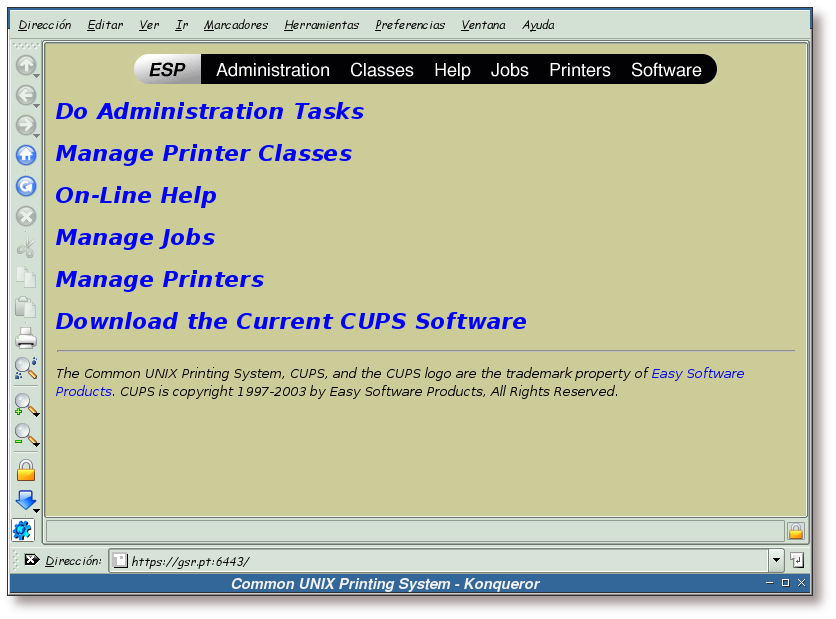 Dirección Editar Ver Ir Marcadores Herramientas Preferencias Ventana Ayuda
ESP Administration Classes Help Jobs Printers Software
Do Administration Tasks
Manage Printer Classes
On-Line Help
Manage Jobs
Manage Printers
Download the Current CUPS Software
The Common UNIX Printing System, CUPS, and the CUPS logo are the trademark property of Easy Software
Products. CUPS is copyright 1997-2003 by Easy Software Products, All Rights Reserved.
Dirección: https://gsr.pt:6443/
Common UNIX Printing System - Konqueror